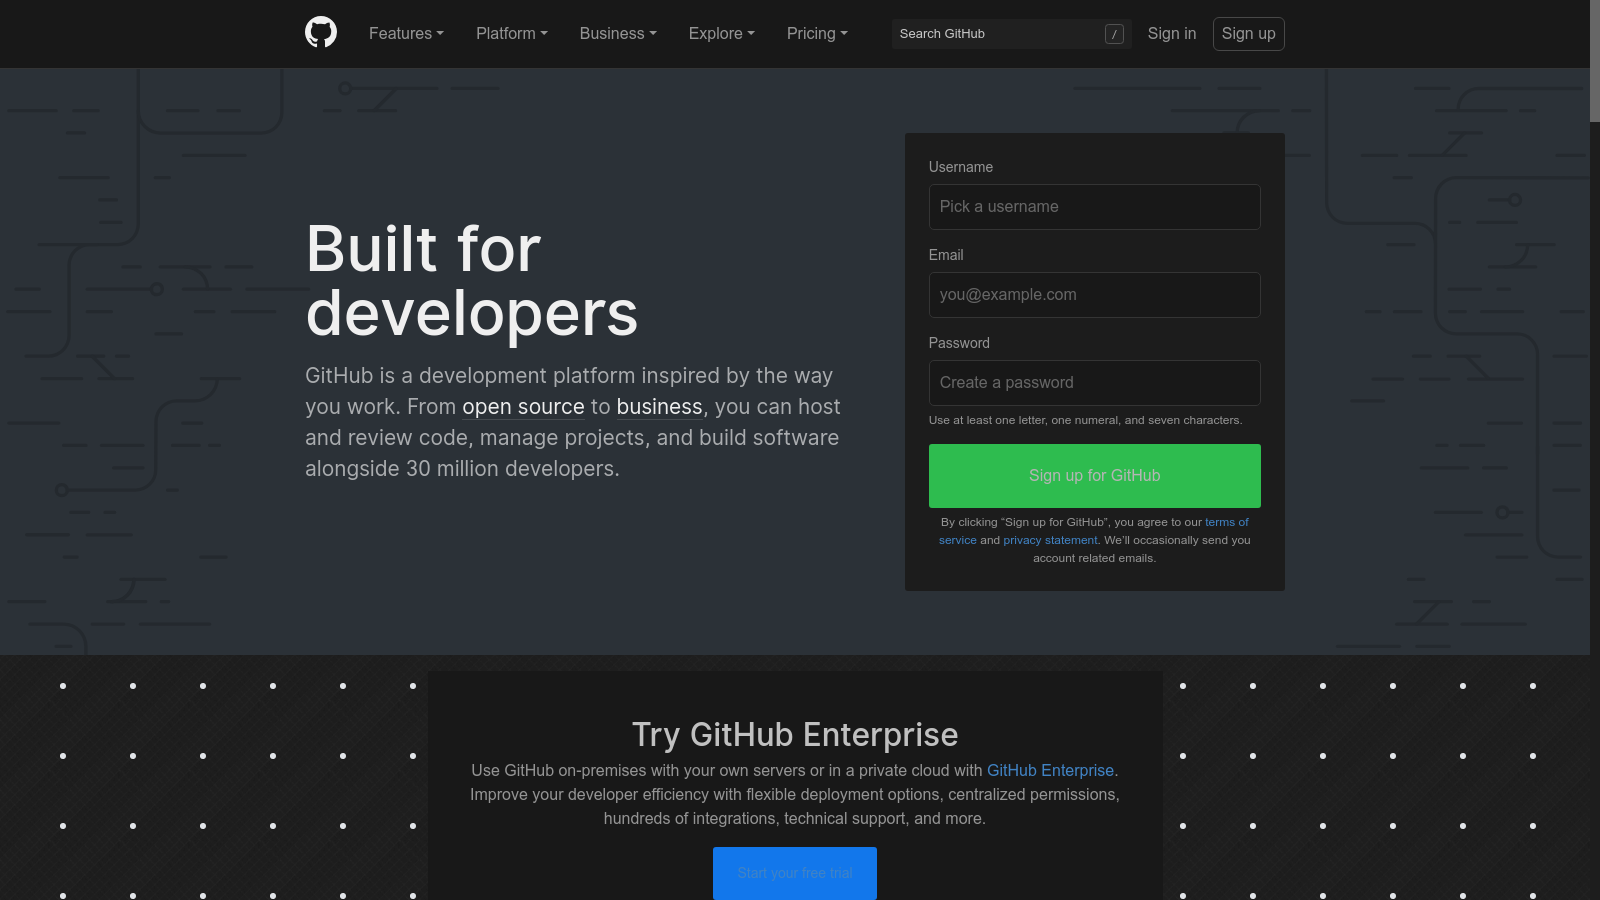 Features
Platform
Business
Explore
Pricing
Search GitHub
/
Sign in
Sign up
Built for
developers
GitHub is a development platform inspired by the way
you work. From open source to business, you can host
and review code, manage projects, and build software
alongside 30 million developers.
Username
Pick a username
Email
you@example.com
Password
Create a password
Use at least one letter, one numeral, and seven characters.
Sign up for GitHub
By clicking “Sign up for GitHub”, you agree to our terms of
service and privacy statement. We’ll occasionally send you
account related emails.
Try GitHub Enterprise
Use GitHub on-premises with your own servers or in a private cloud with GitHub Enterprise.
Improve your developer efficiency with flexible deployment options, centralized permissions,
hundreds of integrations, technical support, and more.
Start your free trial